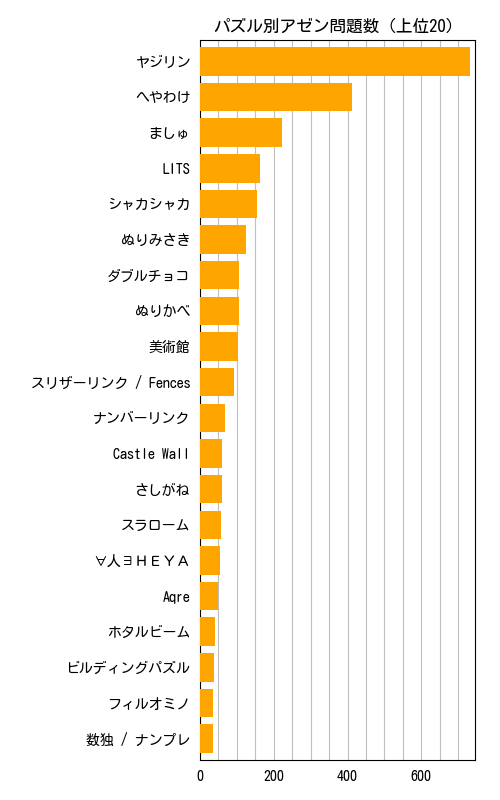 パズル別アゼン問題数 (上位20)
ヤジリン
へやわけ
ましゅ
LITS
シャカシャカ
ぬりみさき
ダブルチョコ
ぬりかべ
美術館
スリザーリンク / Fences
ナンバーリンク
Castle Wall
さしがね
スラローム
∀人∃ＨＥＹＡ
Aqre
ホタルビーム
ビルディングパズル
フィルオミノ
数独 / ナンプレ
0 200 400 600